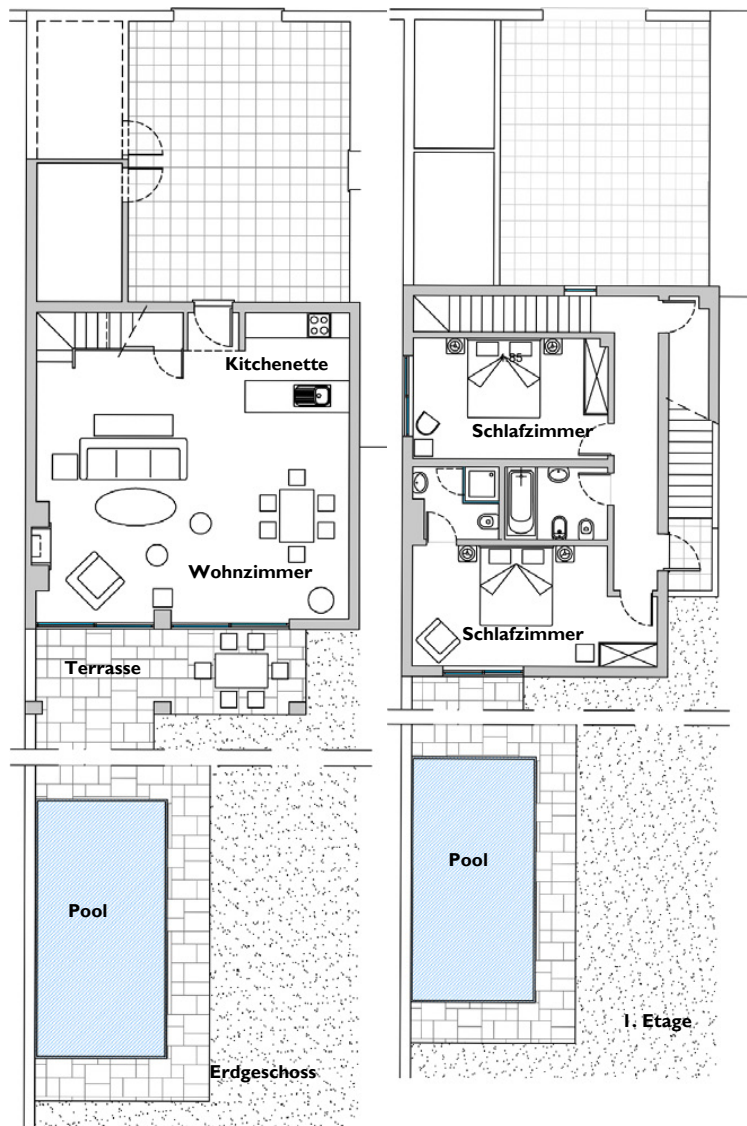 Kitchenette
Wohnzimmer
Terrasse
Pool
Erdgeschoss
Schlafzimmer
Schlafzimmer
Pool
1. Etage